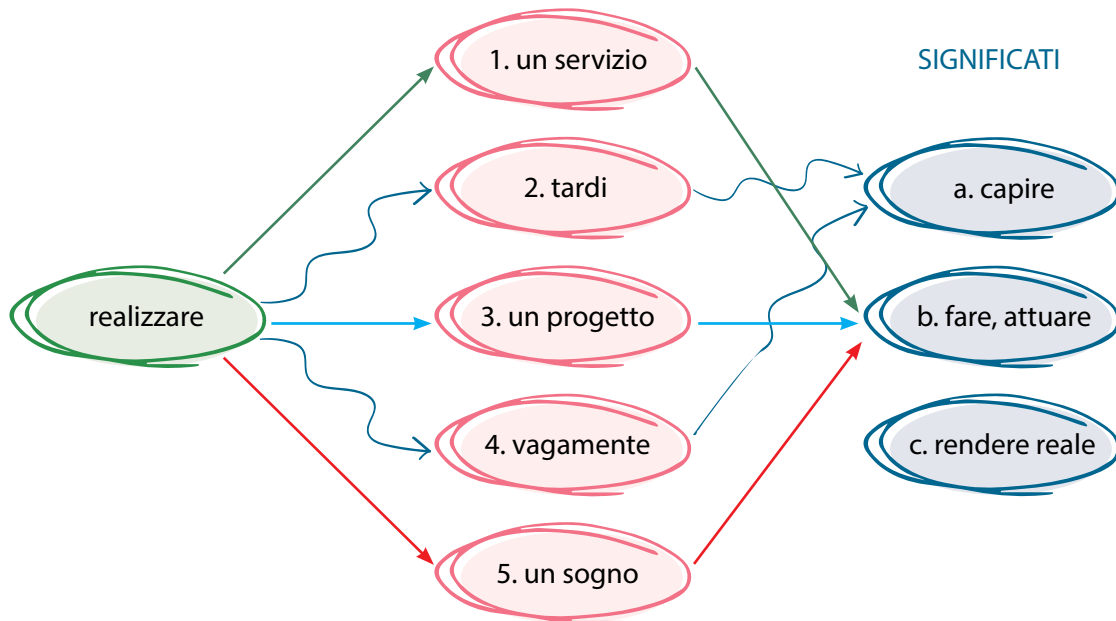 1. un servizio
SIGNIFICATI
2. tardi
a. capire
realizzare
3. un progetto
b. fare, attuare
4. vagamente
c. rendere reale
5. un sogno